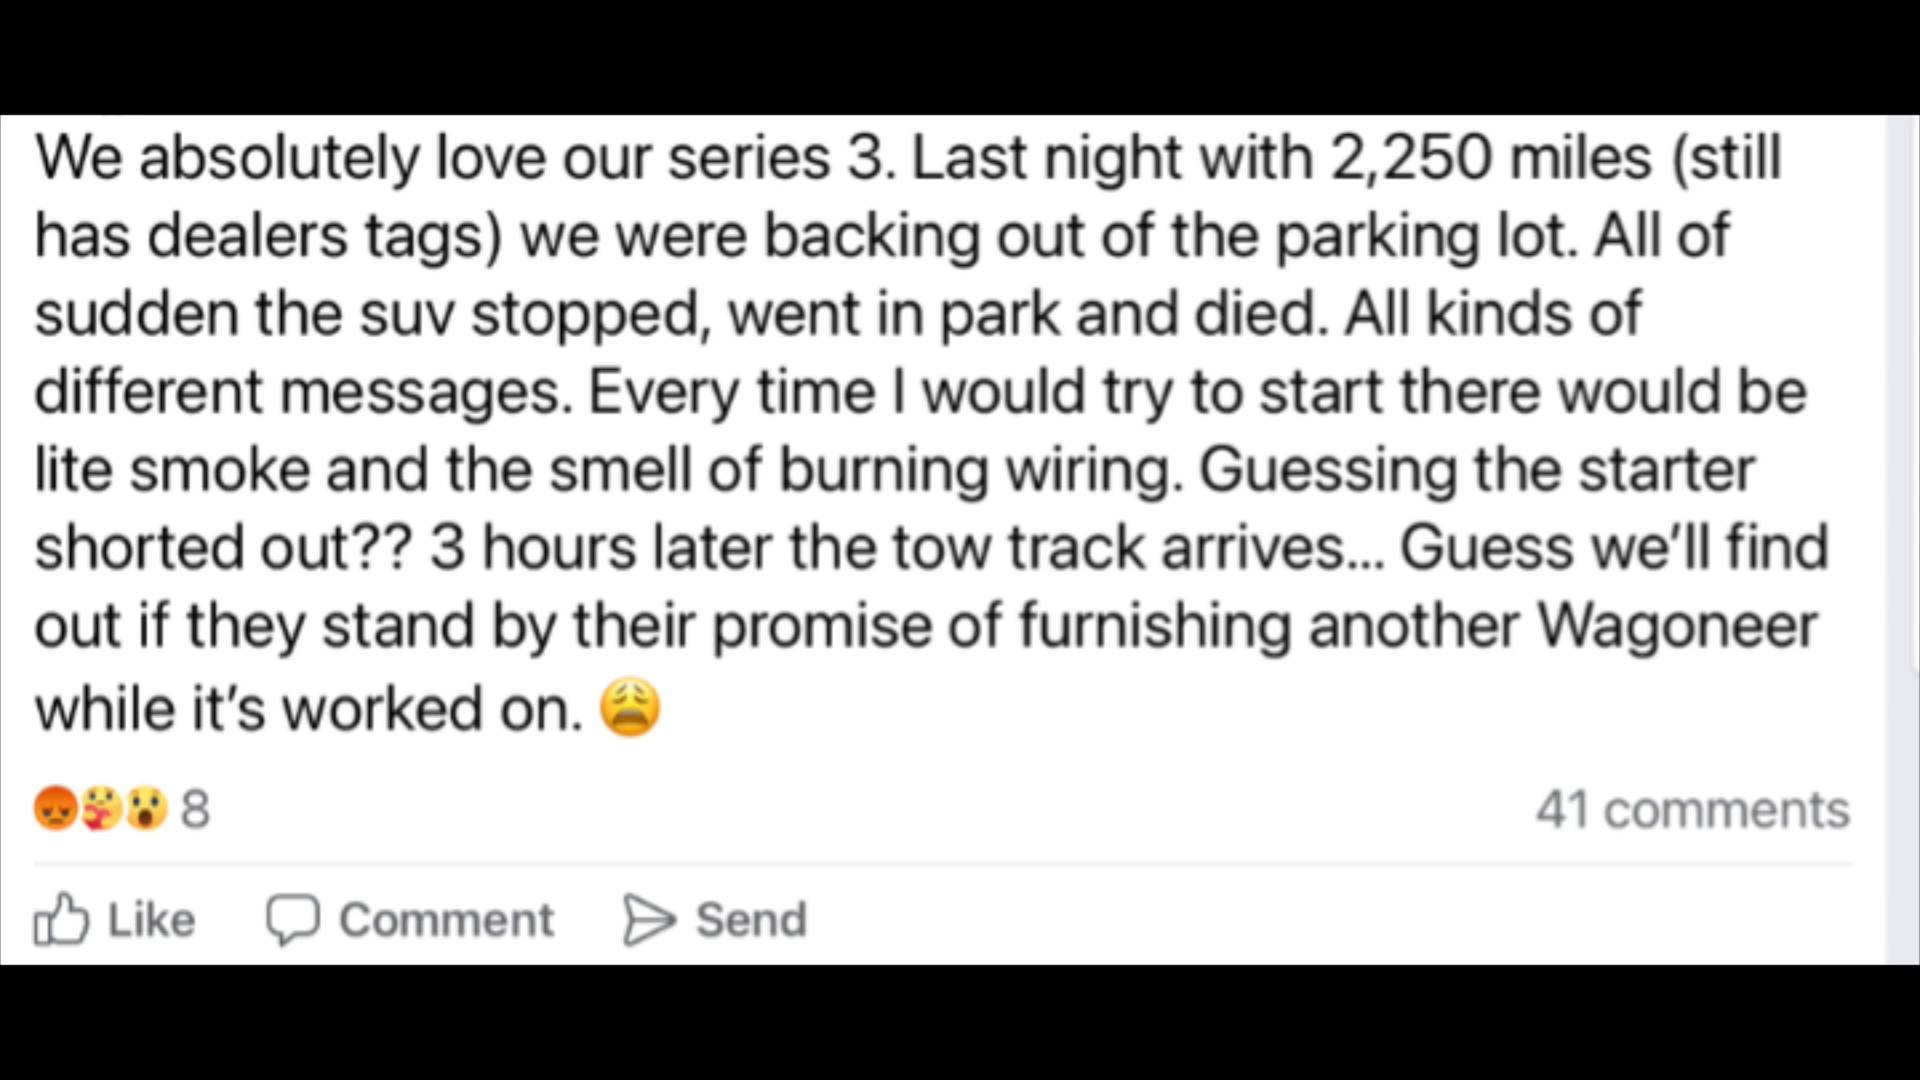 We absolutely love our series 3. Last night with 2,250 miles (still
has dealers tags) we were backing out of the parking lot. All of
sudden the suv stopped, went in park and died. All kinds of
different messages. Every time I would try to start there would be
lite smoke and the smell of burning wiring. Guessing the starter
shorted out?? 3 hours later the tow track arrives... Guess we’ll find
out if they stand by their promise of furnishing another Wagoneer
while it’s worked on. 😩
8 41 comments
Like Comment Send